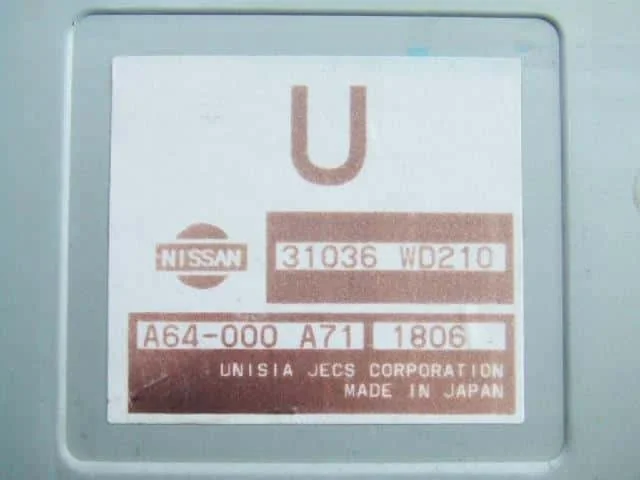 U
NISSAN
31036 WD210
A64-000 A71 1806
UNISIA JECS CORPORATION
MADE IN JAPAN